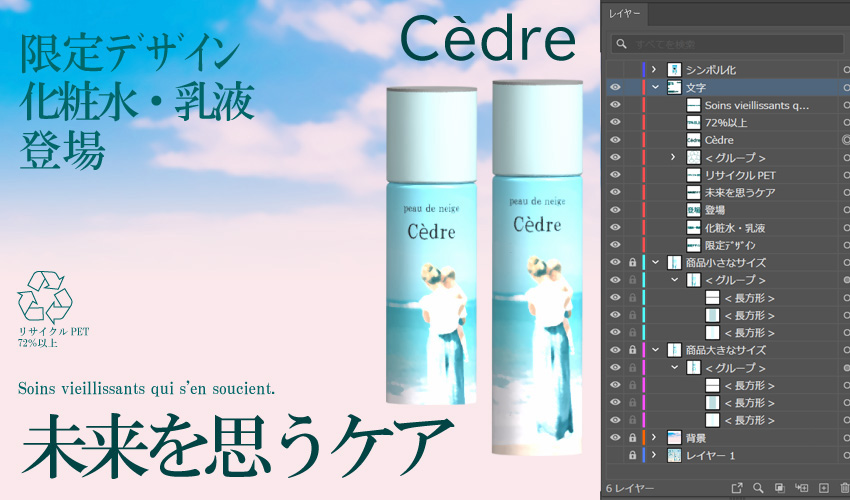 限定デザイン
化粧水・乳液
登場
Cèdre
peau de neige
Cèdre
peau de neige
Cèdre
リサイクル PET
72%以上
Soins vieillissants qui s'en soucient.
未来を思うケア
レイヤー
すべてを検索
シンボル化
文字
Soins vieillissants q...
72%以上
Cèdre
< グループ >
リサイクル PET
未来を思うケア
登場
化粧水・乳液
限定ﾃﾞｻﾞｲﾝ
商品小さなサイズ
< グループ >
< 長方形 >
< 長方形 >
< 長方形 >
商品大きなサイズ
< グループ >
< 長方形 >
< 長方形 >
< 長方形 >
背景
レイヤー 1
6 レイヤー